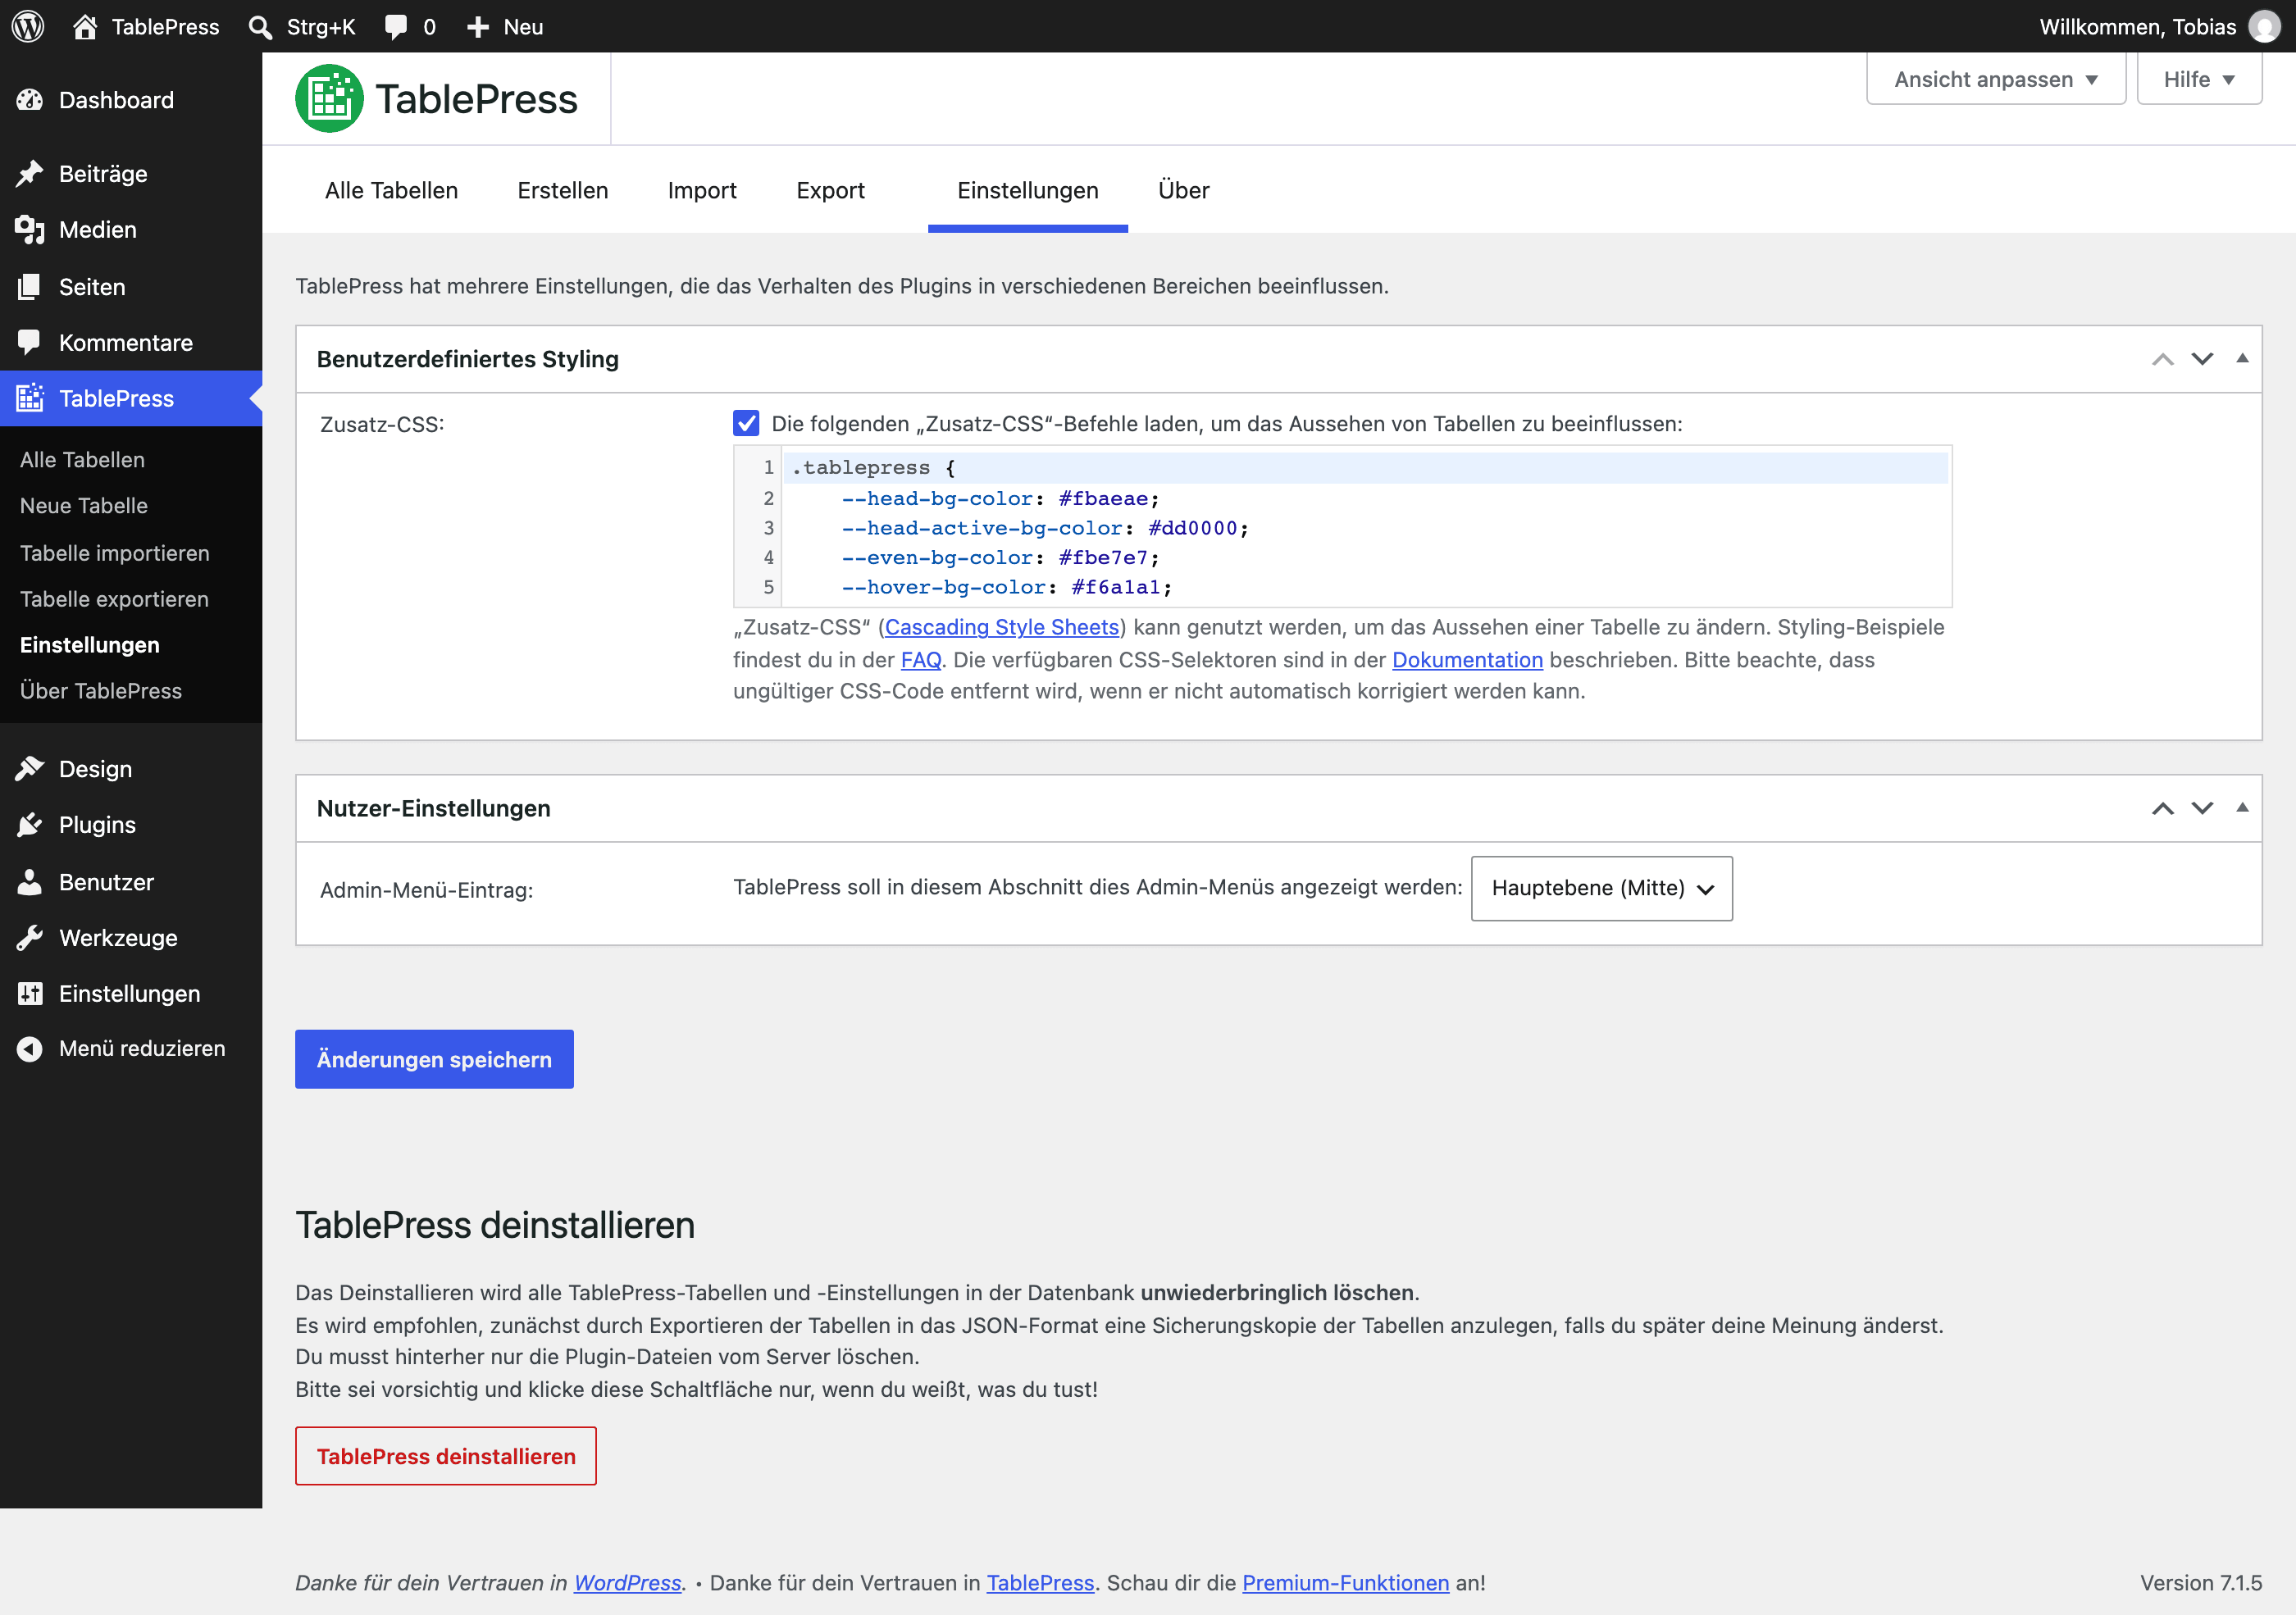 TablePress Strg+K 0 Neu Willkommen, Tobias
Dashboard
Beiträge
Medien
Seiten
Kommentare
TablePress
Alle Tabellen
Neue Tabelle
Tabelle importieren
Tabelle exportieren
Einstellungen
Über TablePress
Design
Plugins
Benutzer
Werkzeuge
Einstellungen
Menü reduzieren
TablePress
Ansicht anpassen Hilfe
Alle Tabellen Erstellen Import Export Einstellungen Über
TablePress hat mehrere Einstellungen, die das Verhalten des Plugins in verschiedenen Bereichen beeinflussen.
Benutzerdefiniertes Styling
Zusatz-CSS: Die folgenden „Zusatz-CSS“-Befehle laden, um das Aussehen von Tabellen zu beeinflussen:
1 .tablepress {
2 --head-bg-color: #fbaeae;
3 --head-active-bg-color: #dd0000;
4 --even-bg-color: #fbe7e7;
5 --hover-bg-color: #f6a1a1;
„Zusatz-CSS“ (Cascading Style Sheets) kann genutzt werden, um das Aussehen einer Tabelle zu ändern. Styling-Beispiele
findest du in der FAQ. Die verfügbaren CSS-Selektoren sind in der Dokumentation beschrieben. Bitte beachte, dass
ungültiger CSS-Code entfernt wird, wenn er nicht automatisch korrigiert werden kann.
Nutzer-Einstellungen
Admin-Menü-Eintrag: TablePress soll in diesem Abschnitt dies Admin-Menüs angezeigt werden: Hauptebene (Mitte)
Änderungen speichern
TablePress deinstallieren
Das Deinstallieren wird alle TablePress-Tabellen und -Einstellungen in der Datenbank unwiederbringlich löschen.
Es wird empfohlen, zunächst durch Exportieren der Tabellen in das JSON-Format eine Sicherungskopie der Tabellen anzulegen, falls du später deine Meinung änderst.
Du musst hinterher nur die Plugin-Dateien vom Server löschen.
Bitte sei vorsichtig und klicke diese Schaltfläche nur, wenn du weißt, was du tust!
TablePress deinstallieren
Danke für dein Vertrauen in WordPress. • Danke für dein Vertrauen in TablePress. Schau dir die Premium-Funktionen an! Version 7.1.5